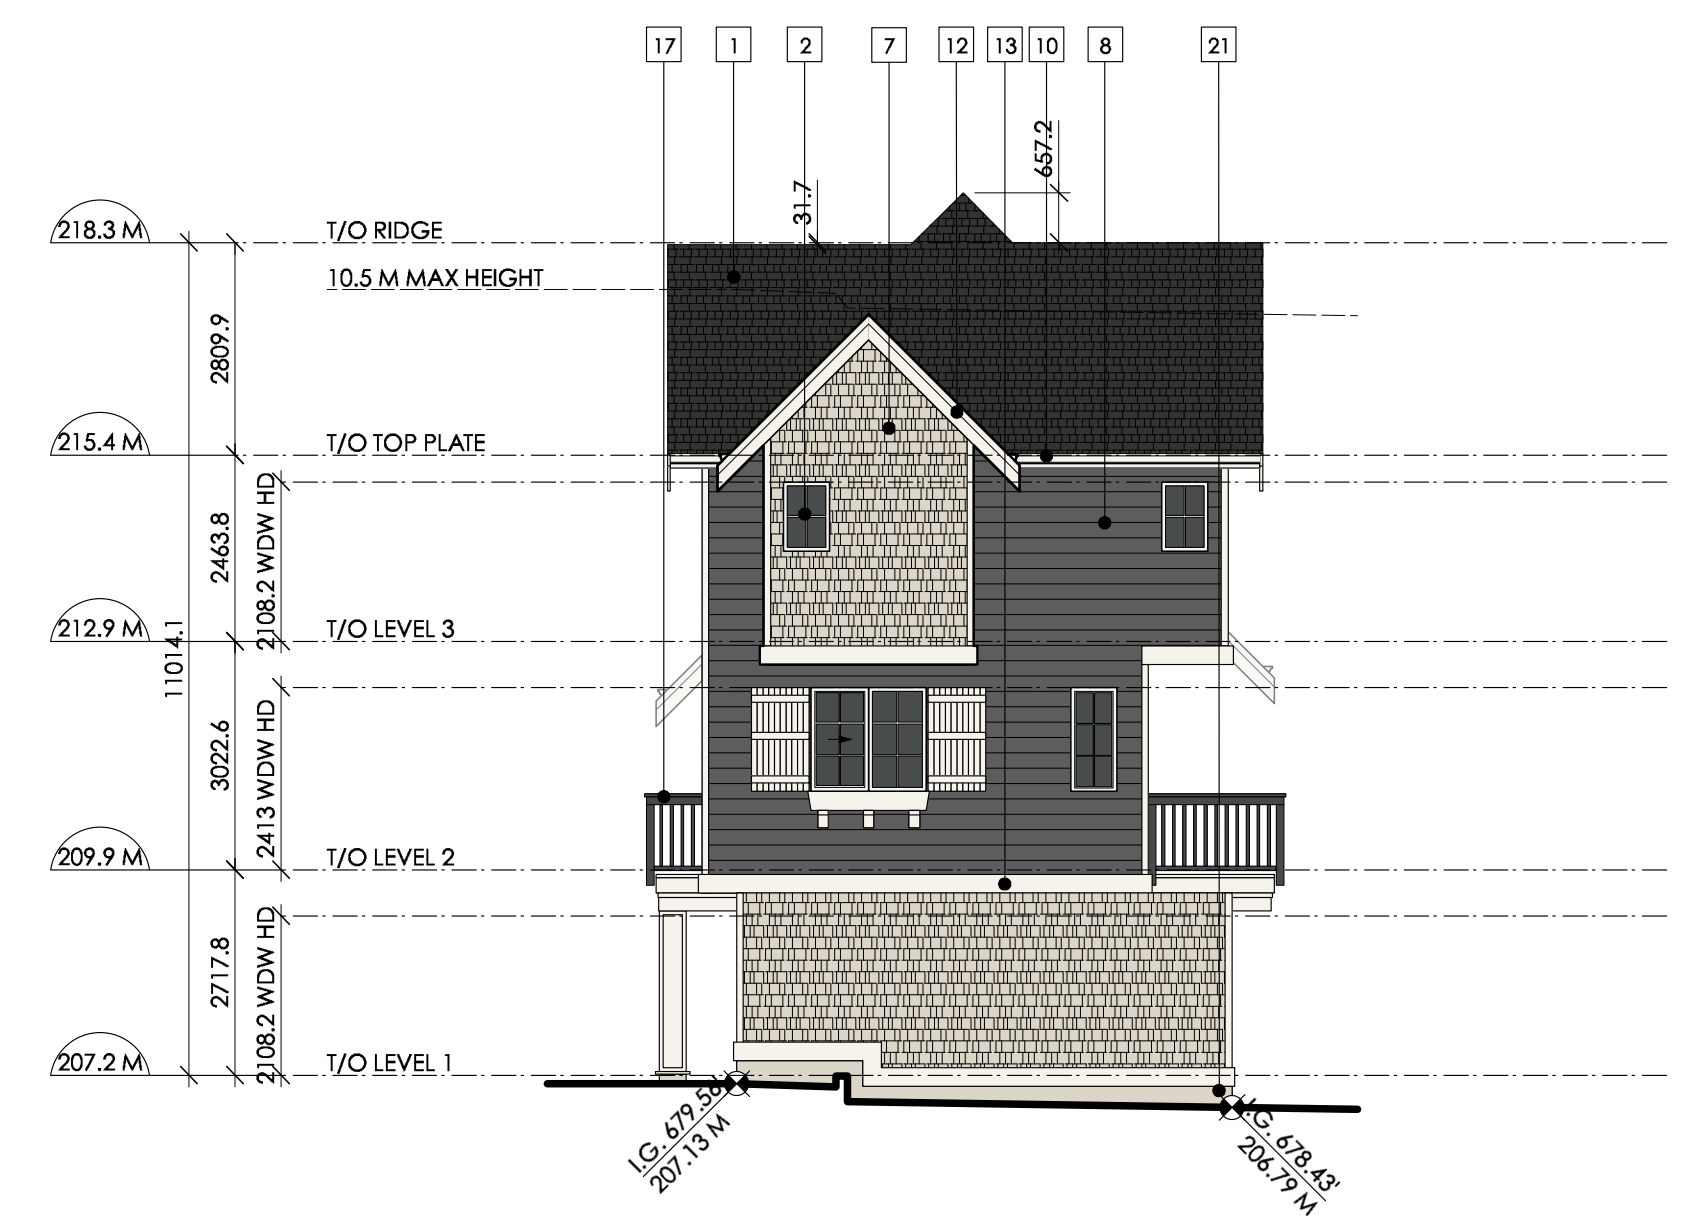 17 1 2 7 12 13 10 8 21
657.2
31.7
218.3 M T/O RIDGE
10.5 M MAX HEIGHT
2809.9
215.4 M T/O TOP PLATE
2463.8
2108.2 WDW HD
212.9 M T/O LEVEL 3
11014.1
3022.6
2413 WDW HD
209.9 M T/O LEVEL 2
2717.8
2108.2 WDW HD
207.2 M T/O LEVEL 1
I.G. 679.56'
207.13 M
I.G. 678.43'
206.79 M